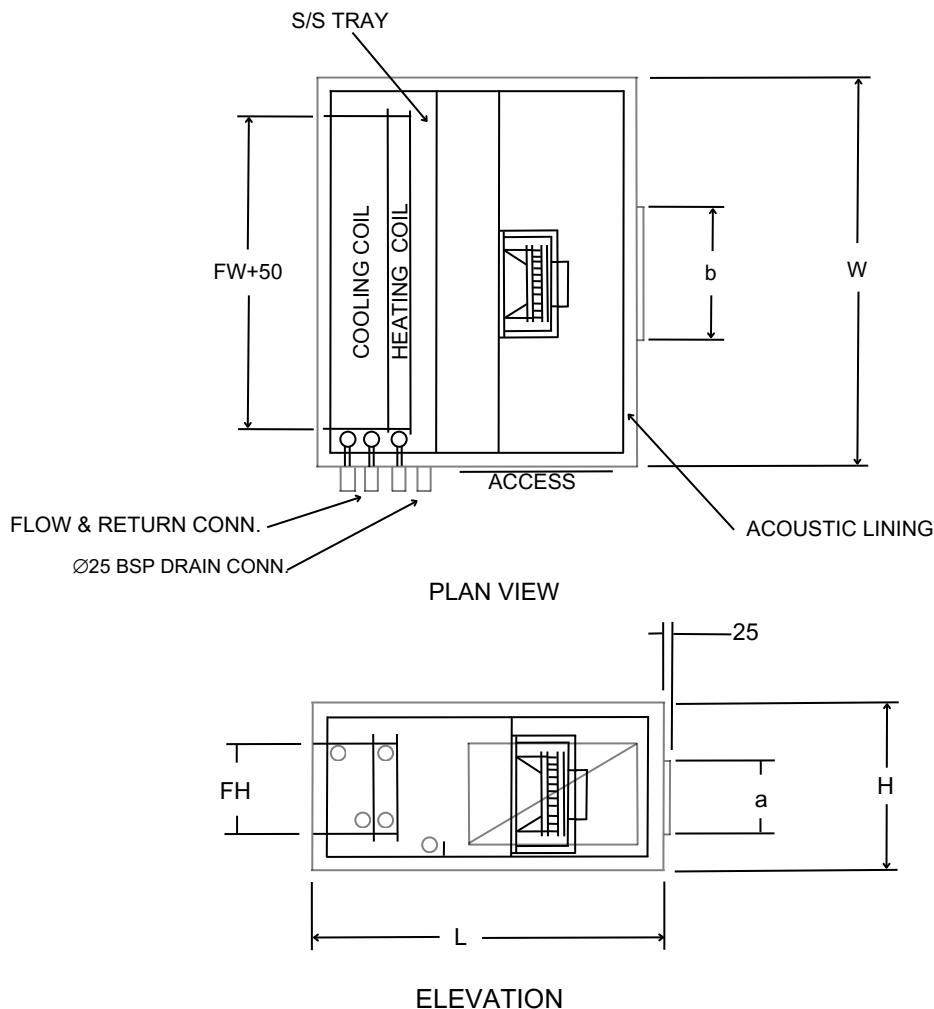 S/S TRAY
FW+50
COOLING COIL
HEATING COIL
b
W
ACCESS
FLOW & RETURN CONN.
ACOUSTIC LINING
∅25 BSP DRAIN CONN.
PLAN VIEW
25
FH
a
H
L
ELEVATION